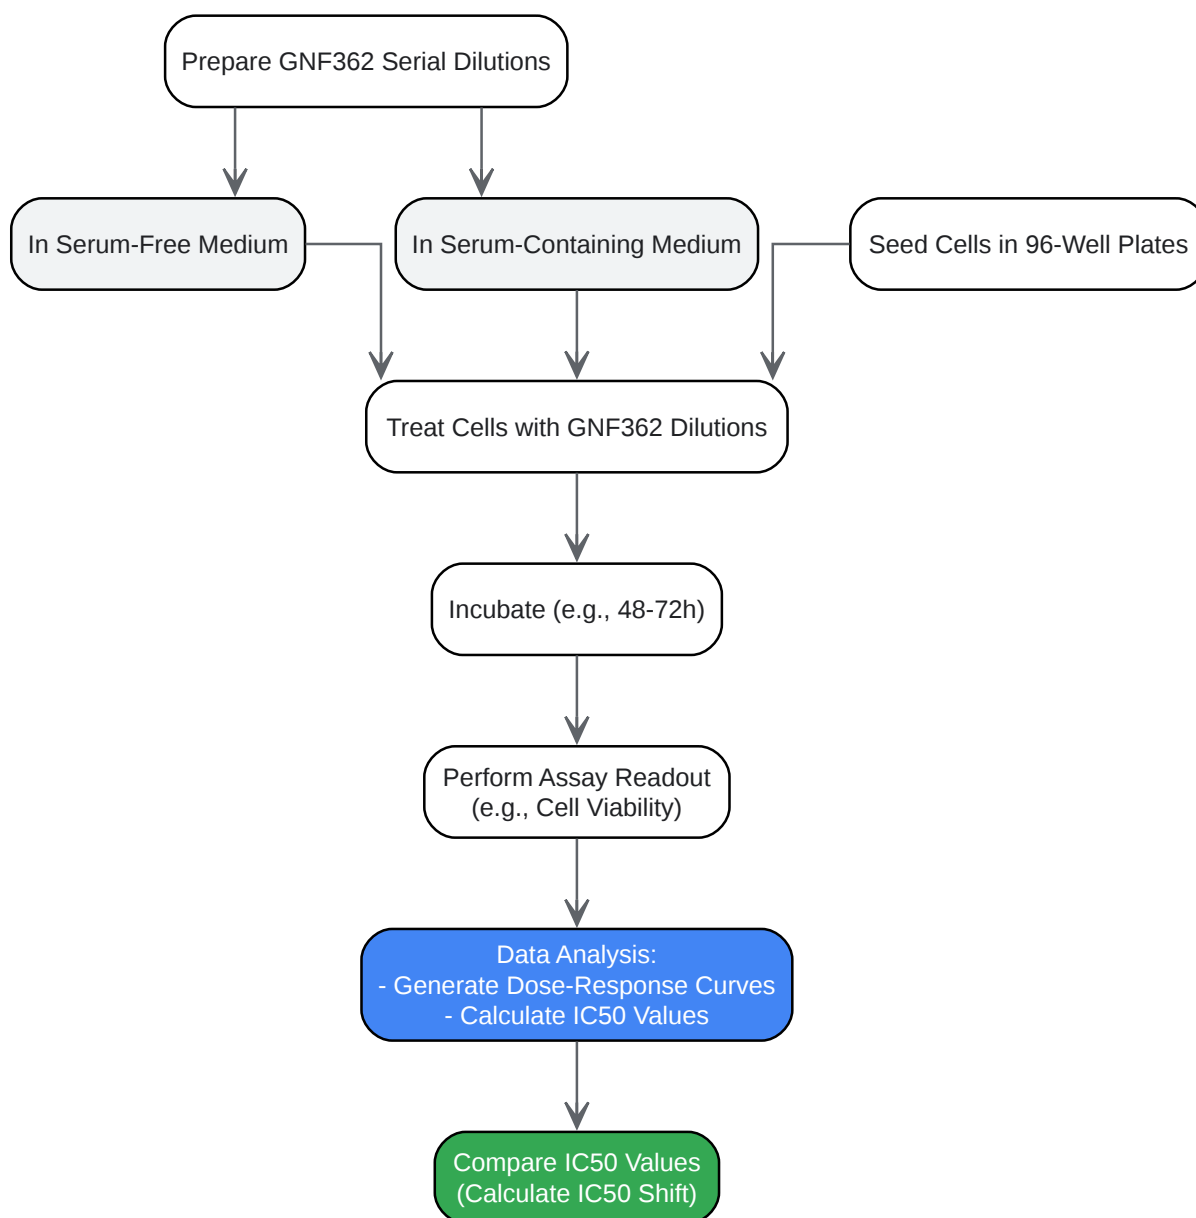 Prepare GNF362 Serial Dilutions
In Serum-Free Medium
In Serum-Containing Medium
Seed Cells in 96-Well Plates
Treat Cells with GNF362 Dilutions
Incubate (e.g., 48-72h)
Perform Assay Readout
(e.g., Cell Viability)
Data Analysis:
- Generate Dose-Response Curves
- Calculate IC50 Values
Compare IC50 Values
(Calculate IC50 Shift)